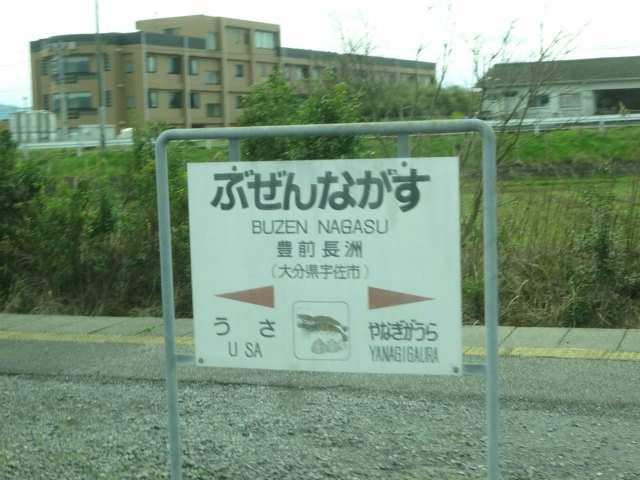 ぶぜんながす
BUZEN NAGASU
豊前長洲
(大分県宇佐市)
うさ やなぎがうら
USA YANAGIGAURA